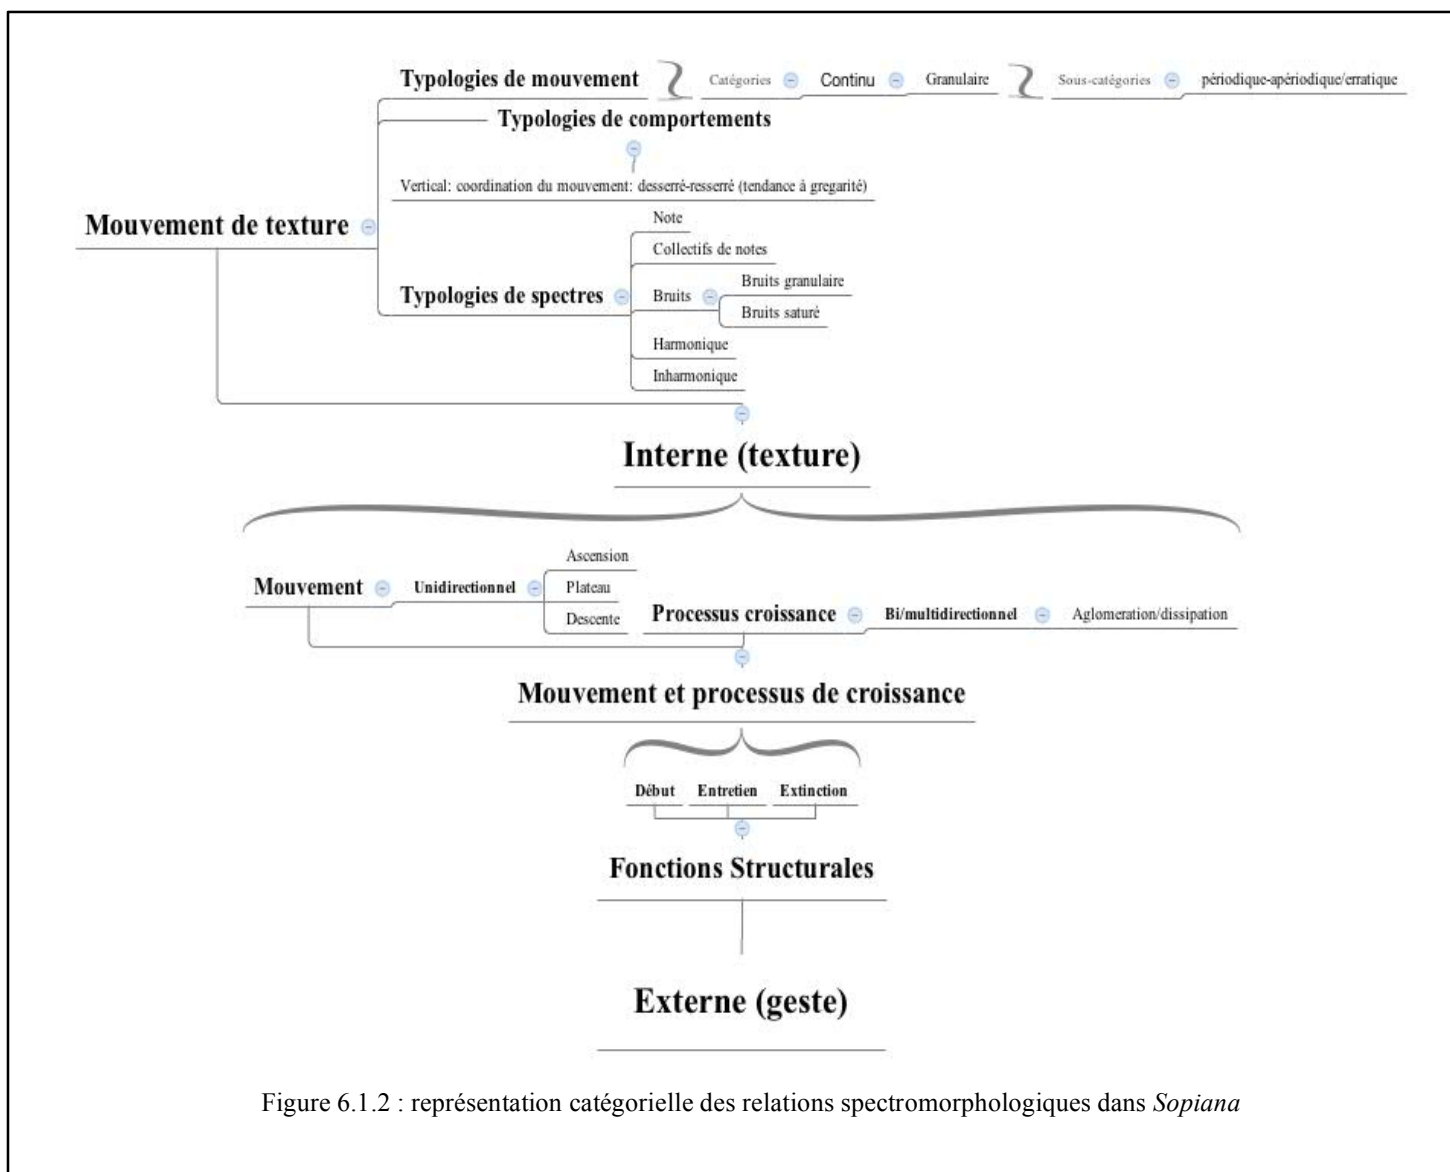 Typologies de mouvement
Catégories
Continu
Granulaire
Sous-catégories
périodique-apériodique/erratique
Typologies de comportements
Vertical: coordination du mouvement: desserré-resserré (tendance à gregarité)
Mouvement de texture
Typologies de spectres
Note
Collectifs de notes
Bruits
Bruits granulaire
Bruits saturé
Harmonique
Inharmonique
Interne (texture)
Mouvement
Unidirectionnel
Ascension
Plateau
Descente
Processus croissance
Bi/multidirectionnel
Aglomeration/dissipation
Mouvement et processus de croissance
Début
Entretien
Extinction
Fonctions Structurales
Externe (geste)
Figure 6.1.2 : représentation catégorielle des relations spectromorphologiques dans Sopiana